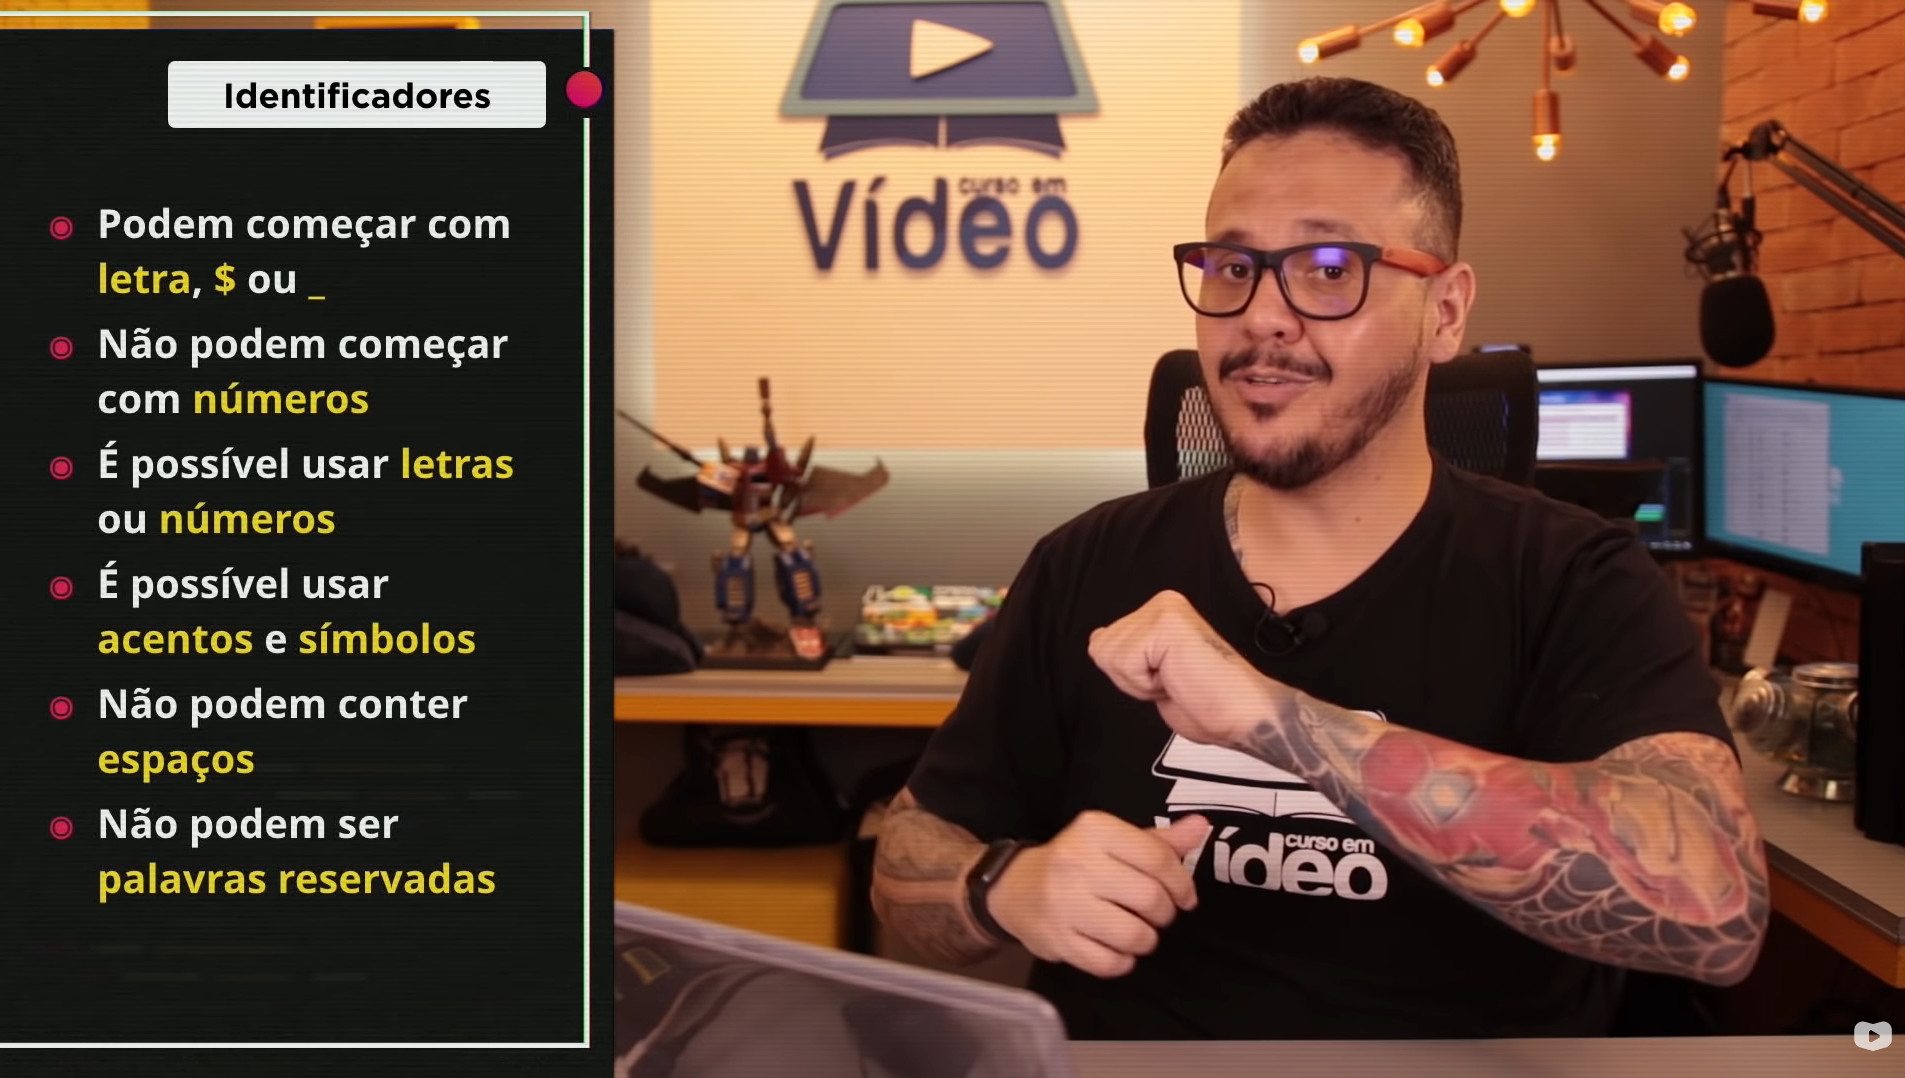 Identificadores
Podem começar com
letra, $ ou _
Não podem começar
com números
É possível usar letras
ou números
É possível usar
acentos e símbolos
Não podem conter
espaços
Não podem ser
palavras reservadas
curso em
Vídeo
curso em
Vídeo